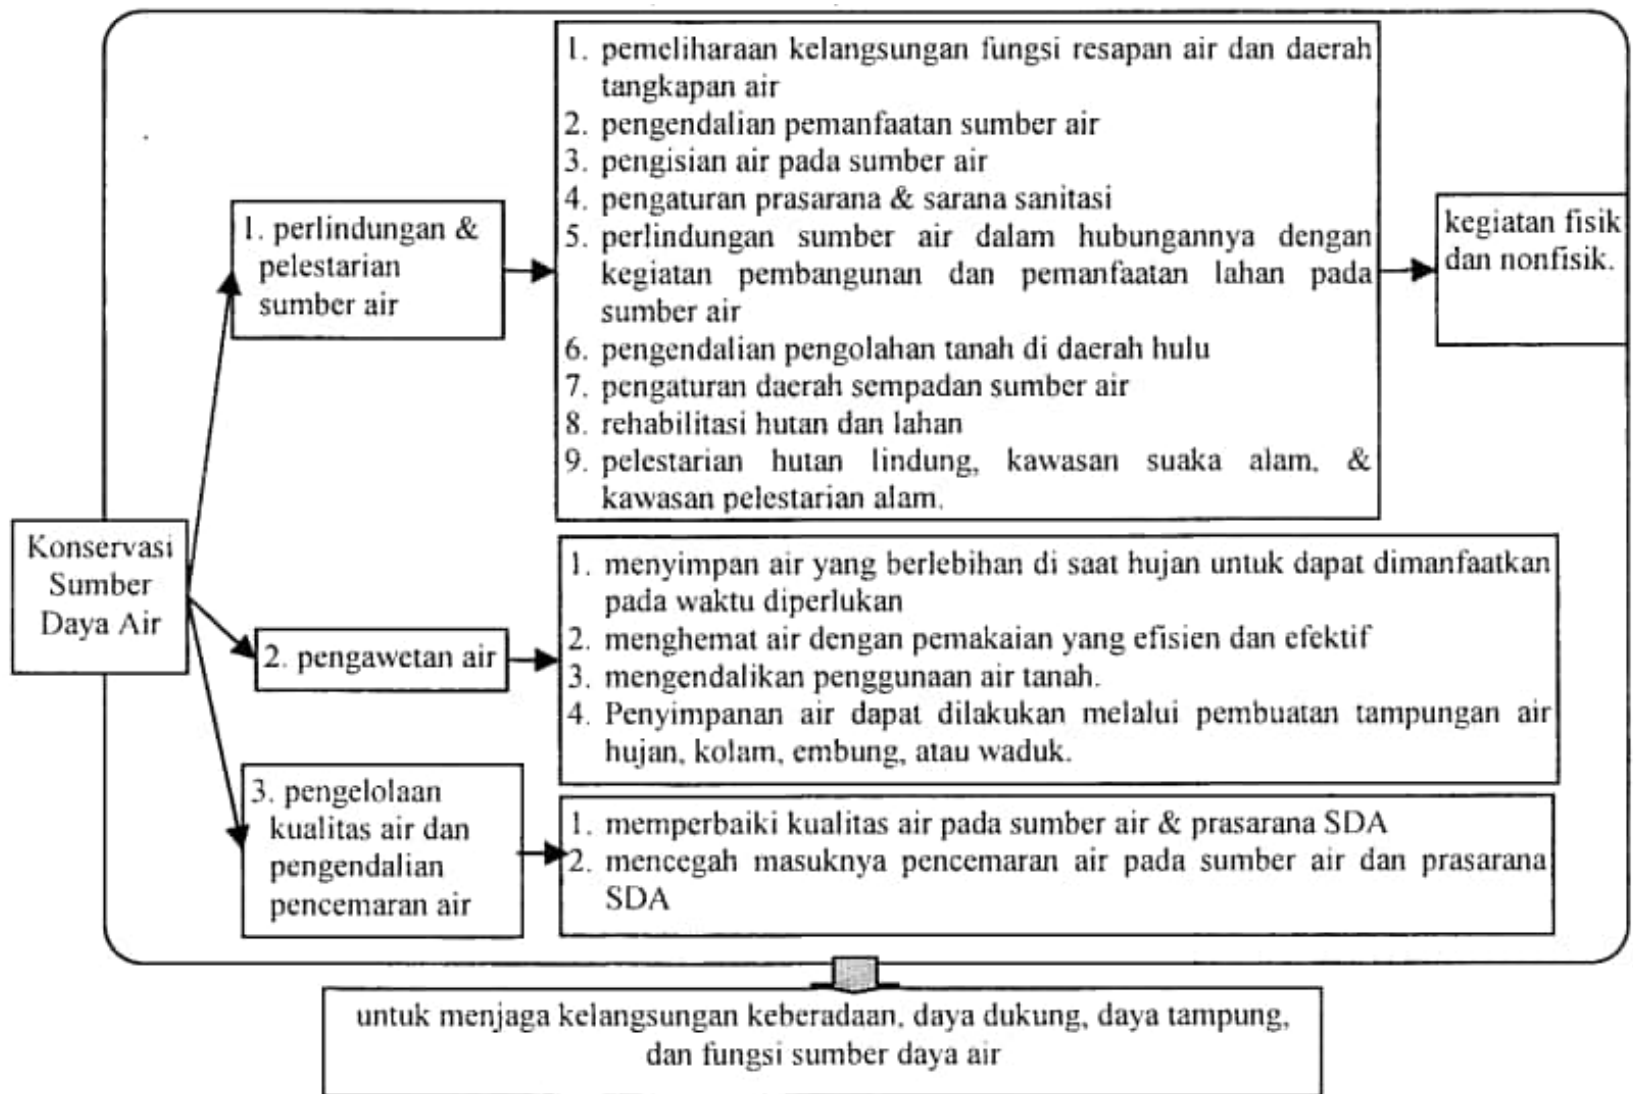 Konservasi
Sumber
Daya Air
1. perlindungan &
pelestarian
sumber air
1. pemeliharaan kelangsungan fungsi resapan air dan daerah
tangkapan air
2. pengendalian pemanfaatan sumber air
3. pengisian air pada sumber air
4. pengaturan prasarana & sarana sanitasi
5. perlindungan sumber air dalam hubungannya dengan
kegiatan pembangunan dan pemanfaatan lahan pada
sumber air
6. pengendalian pengolahan tanah di daerah hulu
7. pengaturan daerah sempadan sumber air
8. rehabilitasi hutan dan lahan
9. pelestarian hutan lindung, kawasan suaka alam, &
kawasan pelestarian alam.
kegiatan fisik
dan nonfisik.
2. pengawetan air
1. menyimpan air yang berlebihan di saat hujan untuk dapat dimanfaatkan
pada waktu diperlukan
2. menghemat air dengan pemakaian yang efisien dan efektif
3. mengendalikan penggunaan air tanah.
4. Penyimpanan air dapat dilakukan melalui pembuatan tampungan air
hujan, kolam, embung, atau waduk.
3. pengelolaan
kualitas air dan
pengendalian
pencemaran air
1. memperbaiki kualitas air pada sumber air & prasarana SDA
2. mencegah masuknya pencemaran air pada sumber air dan prasarana
SDA
untuk menjaga kelangsungan keberadaan, daya dukung, daya tampung,
dan fungsi sumber daya air